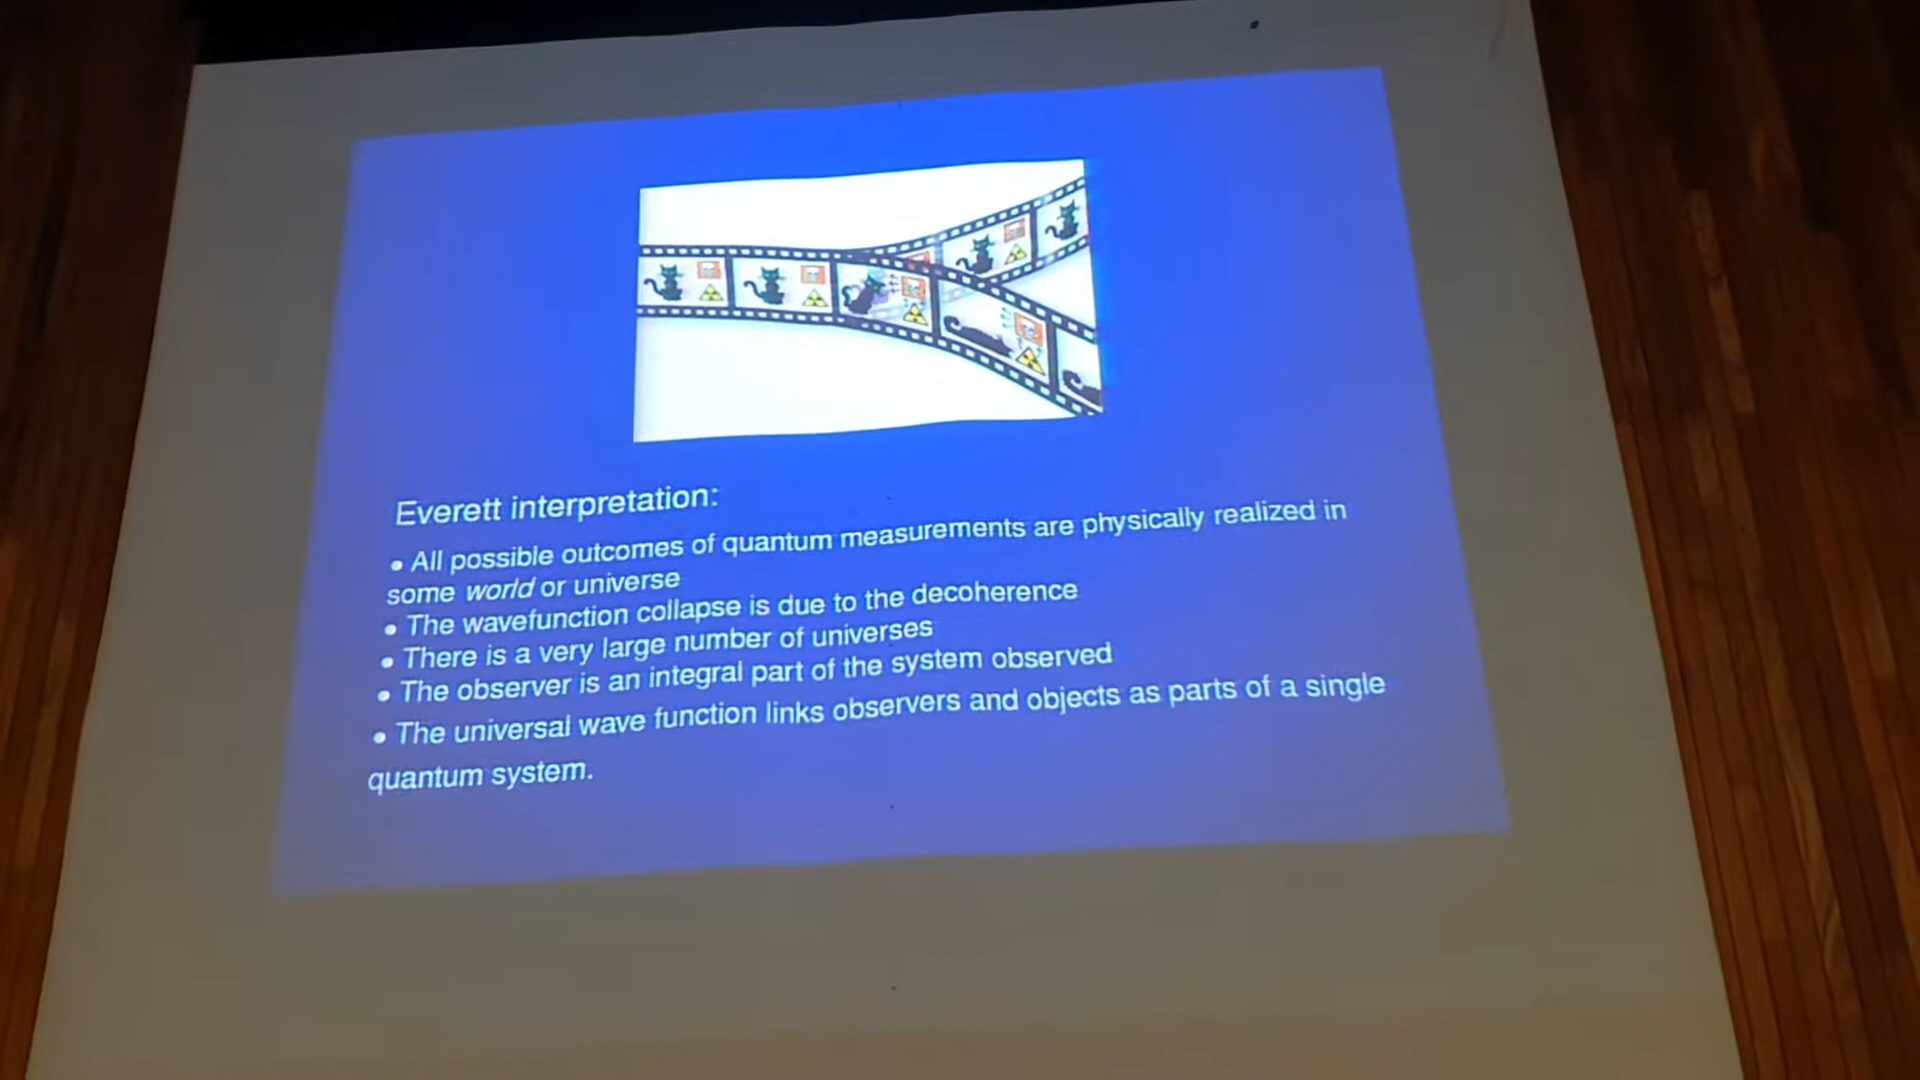 Everett interpretation:
• All possible outcomes of quantum measurements are physically realized in
some world or universe
• The wavefunction collapse is due to the decoherence
• There is a very large number of universes
• The observer is an integral part of the system observed
• The universal wave function links observers and objects as parts of a single
quantum system.